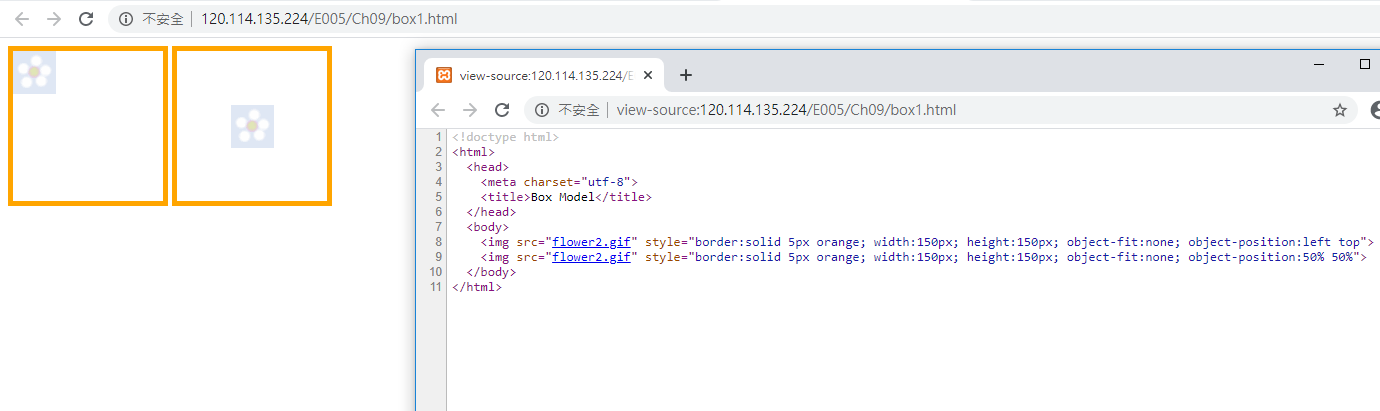 不安全 | 120.114.135.224/E005/Ch09/box1.html
view-source:120.114.135.224/E
不安全 | view-source:120.114.135.224/E005/Ch09/box1.html
1 <!doctype html>
2 <html>
3 <head>
4 <meta charset="utf-8">
5 <title>Box Model</title>
6 </head>
7 <body>
8 <img src="flower2.gif" style="border:solid 5px orange; width:150px; height:150px; object-fit:none; object-position:left top">
9 <img src="flower2.gif" style="border:solid 5px orange; width:150px; height:150px; object-fit:none; object-position:50% 50%">
10 </body>
11 </html>